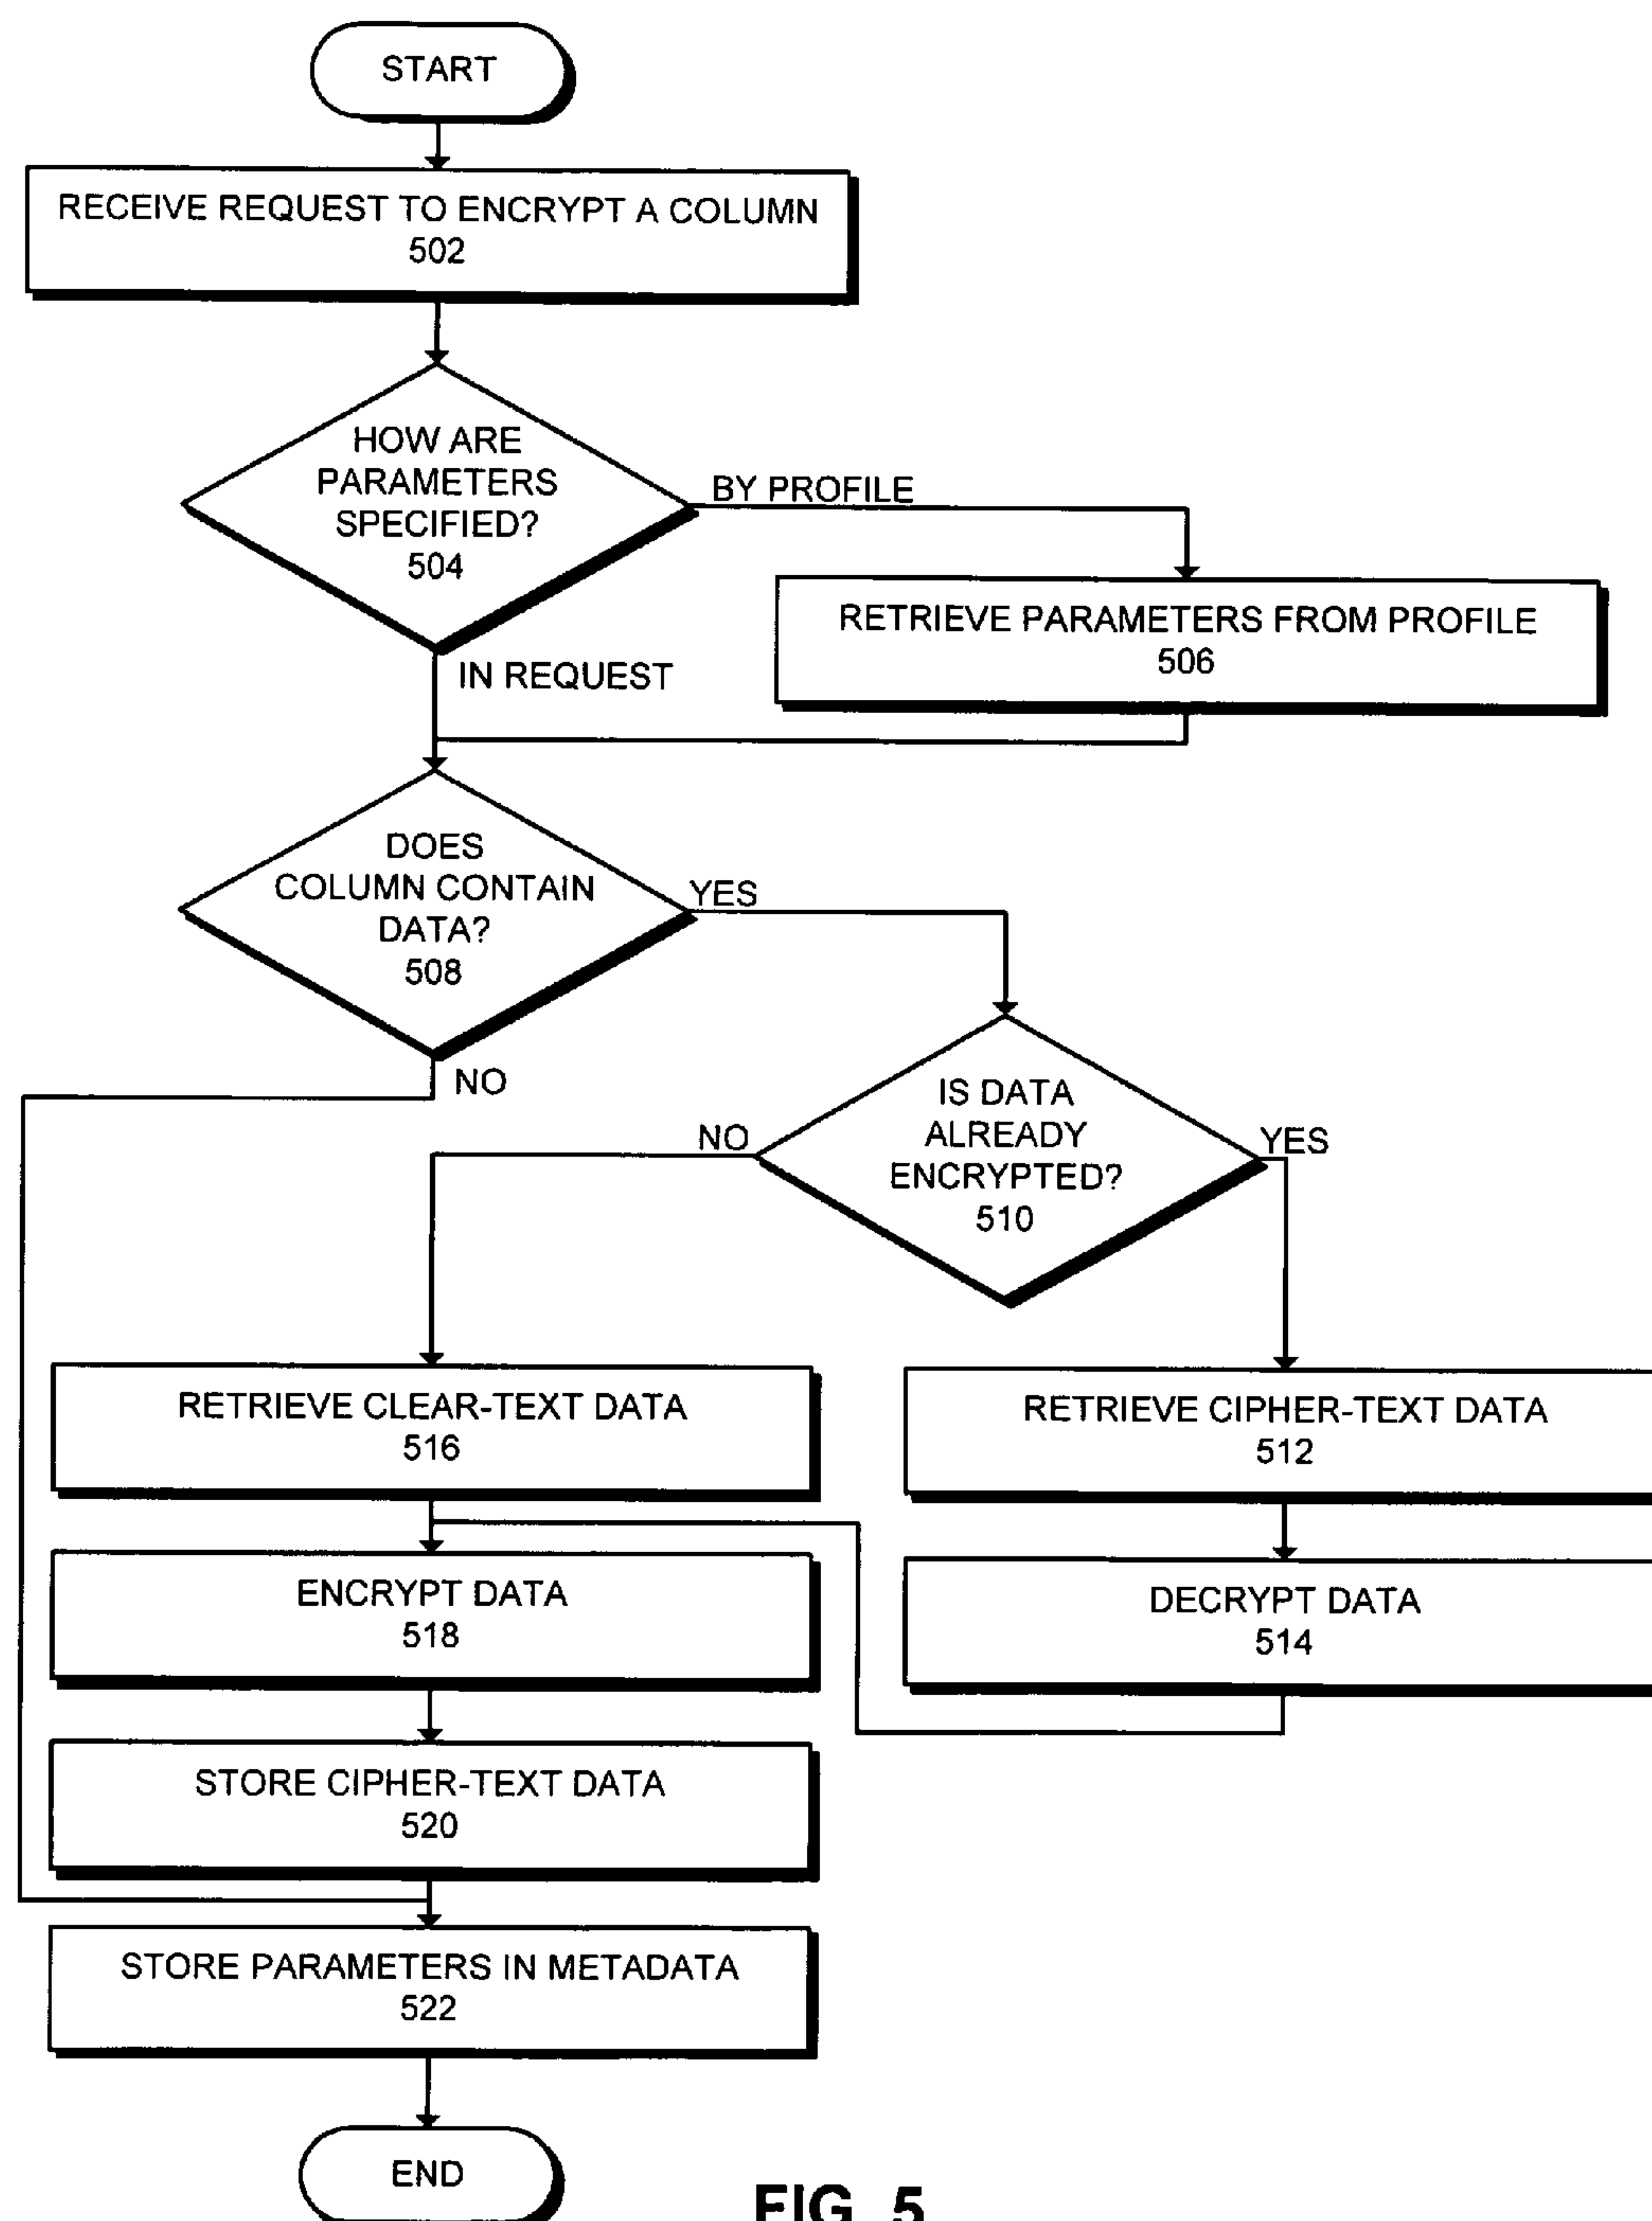 START
RECEIVE REQUEST TO ENCRYPT A COLUMN
502
HOW ARE
PARAMETERS
SPECIFIED?
504
BY PROFILE
RETRIEVE PARAMETERS FROM PROFILE
506
IN REQUEST
DOES
COLUMN CONTAIN
DATA?
508
YES
NO
IS DATA
ALREADY
ENCRYPTED?
510
NO
YES
RETRIEVE CLEAR-TEXT DATA
516
RETRIEVE CIPHER-TEXT DATA
512
ENCRYPT DATA
518
DECRYPT DATA
514
STORE CIPHER-TEXT DATA
520
STORE PARAMETERS IN METADATA
522
END
FIG. 5